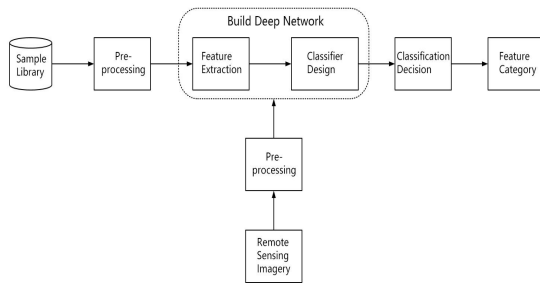 Build Deep Network
Sample
Library
Pre-
processing
Feature
Extraction
Classifier
Design
Classification
Decision
Feature
Category
Pre-
processing
Remote
Sensing
Imagery